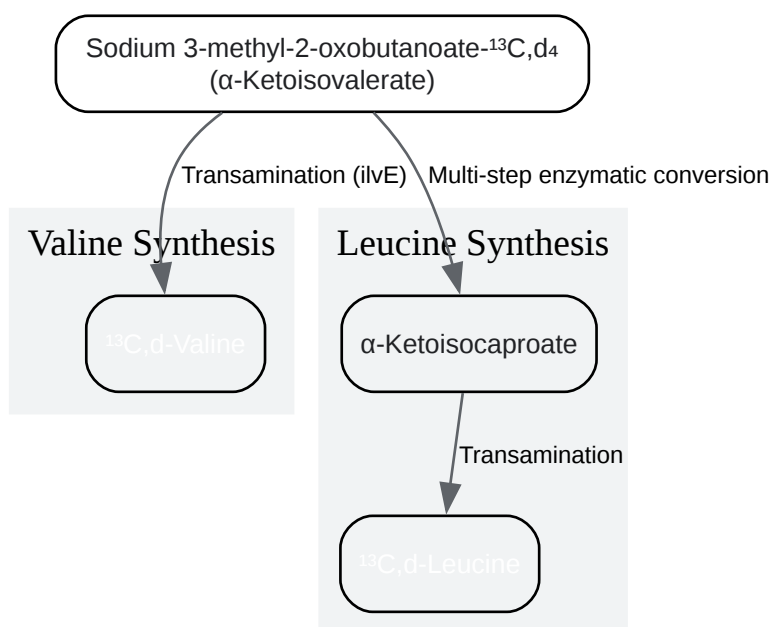 Sodium 3-methyl-2-oxobutanoate-¹³C,d₄
(α-Ketoisovalerate)
Transamination (ilvE)
Multi-step enzymatic conversion
Valine Synthesis
Leucine Synthesis
¹³C,d-Valine
α-Ketoisocaproate
Transamination
¹³C,d-Leucine